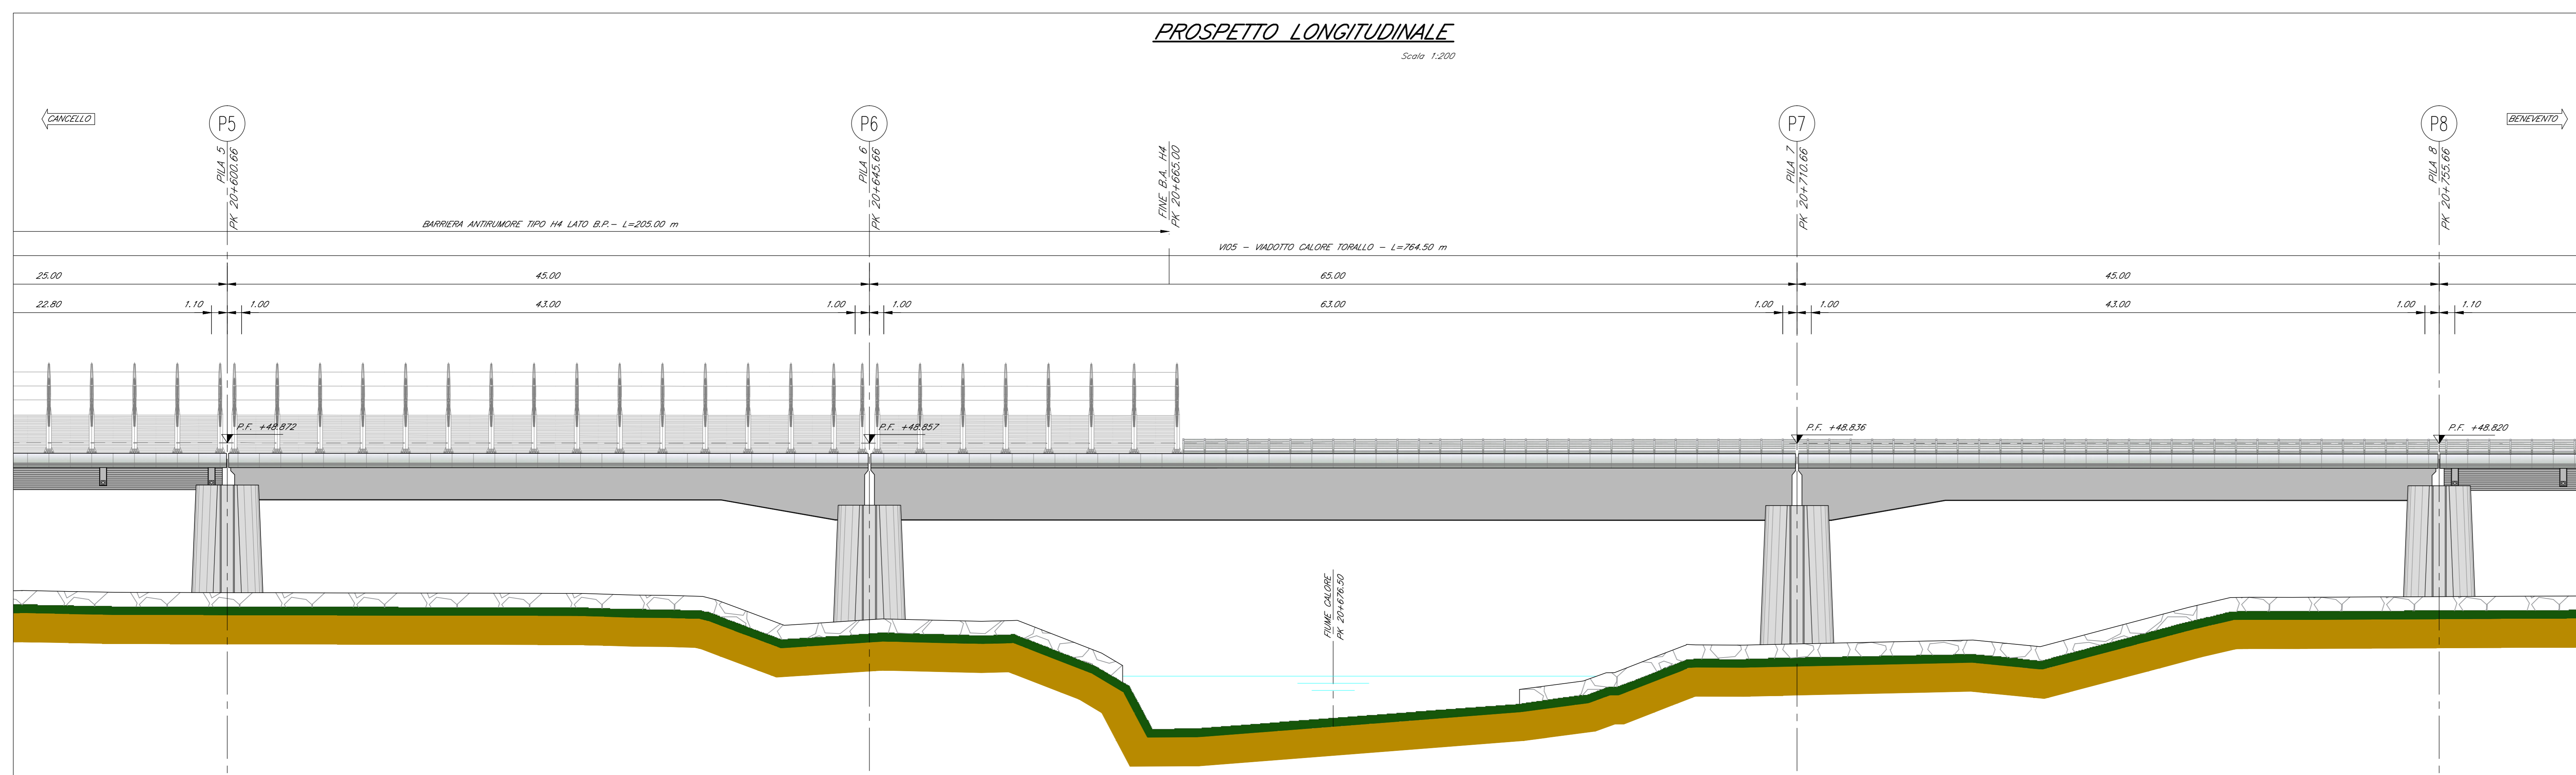 PROSPETTO LONGITUDINALE
Scala 1:200
CANCELLO
P5
P6
P7
P8
BENEVENTO
PILA 5
PK 20+600.66
PILA 6
PK 20+645.66
FINE B.A. H4
PK 20+665.00
PILA 7
PK 20+710.66
PILA 8
PK 20+755.66
BARRIERA ANTIRUMORE TIPO H4 LATO B.P.- L=205.00 m
VI05 - VIADOTTO CALORE TORALLO - L=764.50 m
25.00 45.00 65.00 45.00
22.80 1.10 1.00 43.00 1.00 1.00 63.00 1.00 1.00 43.00 1.00 1.10
P.F. +48.872
P.F. +48.857
P.F. +48.836
P.F. +48.820
FIUME CALORE
PK 20+676.50